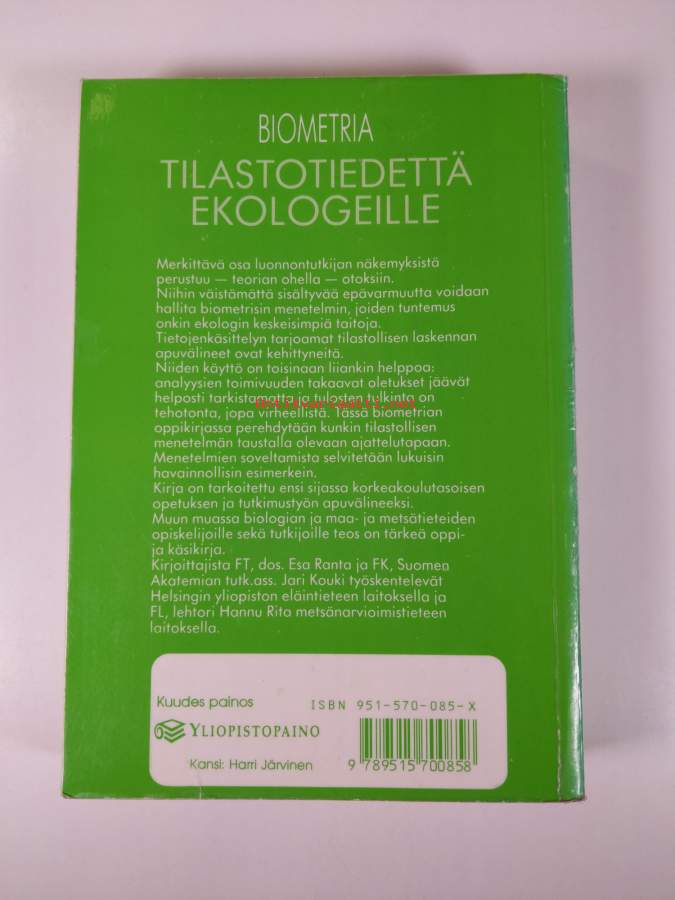 BIOMETRIA
TILASTOTIEDETTÄ
EKOLOGEILLE
Merkittävä osa luonnontutkijan näkemyksistä
perustuu — teorian ohella — otoksiin.
Niihin väistämättä sisältyvää epävarmuutta voidaan
hallita biometrisin menetelmin, joiden tuntemus
onkin ekologin keskeisimpiä taitoja.
Tietojenkäsittelyn tarjoamat tilastollisen laskennan
apuvälineet ovat kehittyneitä.
Niiden käyttö on toisinaan liiankin helppoa:
analyysien toimivuuden takaavat oletukset jäävät
helposti tarkistamatta ja tulosten tulkinta on
antikvariaatti.net
tehotonta, jopa virheellistä. Tässä biometrian
oppikirjassa perehdytään kunkin tilastollisen
menetelmän taustalla olevaan ajattelutapaan.
Menetelmien soveltamista selvitetään lukuisin
havainnollisin esimerkein.
Kirja on tarkoitettu ensi sijassa korkeakoulutasoisen
opetuksen ja tutkimustyön apuvälineeksi.
Muun muassa biologian ja maa- ja metsätieteiden
opiskelijoille sekä tutkijoille teos on tärkeä oppi-
ja käsikirja.
Kirjoittajista FT, dos. Esa Ranta ja FK, Suomen
Akatemian tutk.ass. Jari Kouki työskentelevät
Helsingin yliopiston eläintieteen laitoksella ja
FL, lehtori Hannu Rita metsänarvioimistieteen
laitoksella.
Kuudes painos
ISBN 951-570-085-X
YLIOPISTOPAINO
Kansi: Harri Järvinen
9 789515 700858